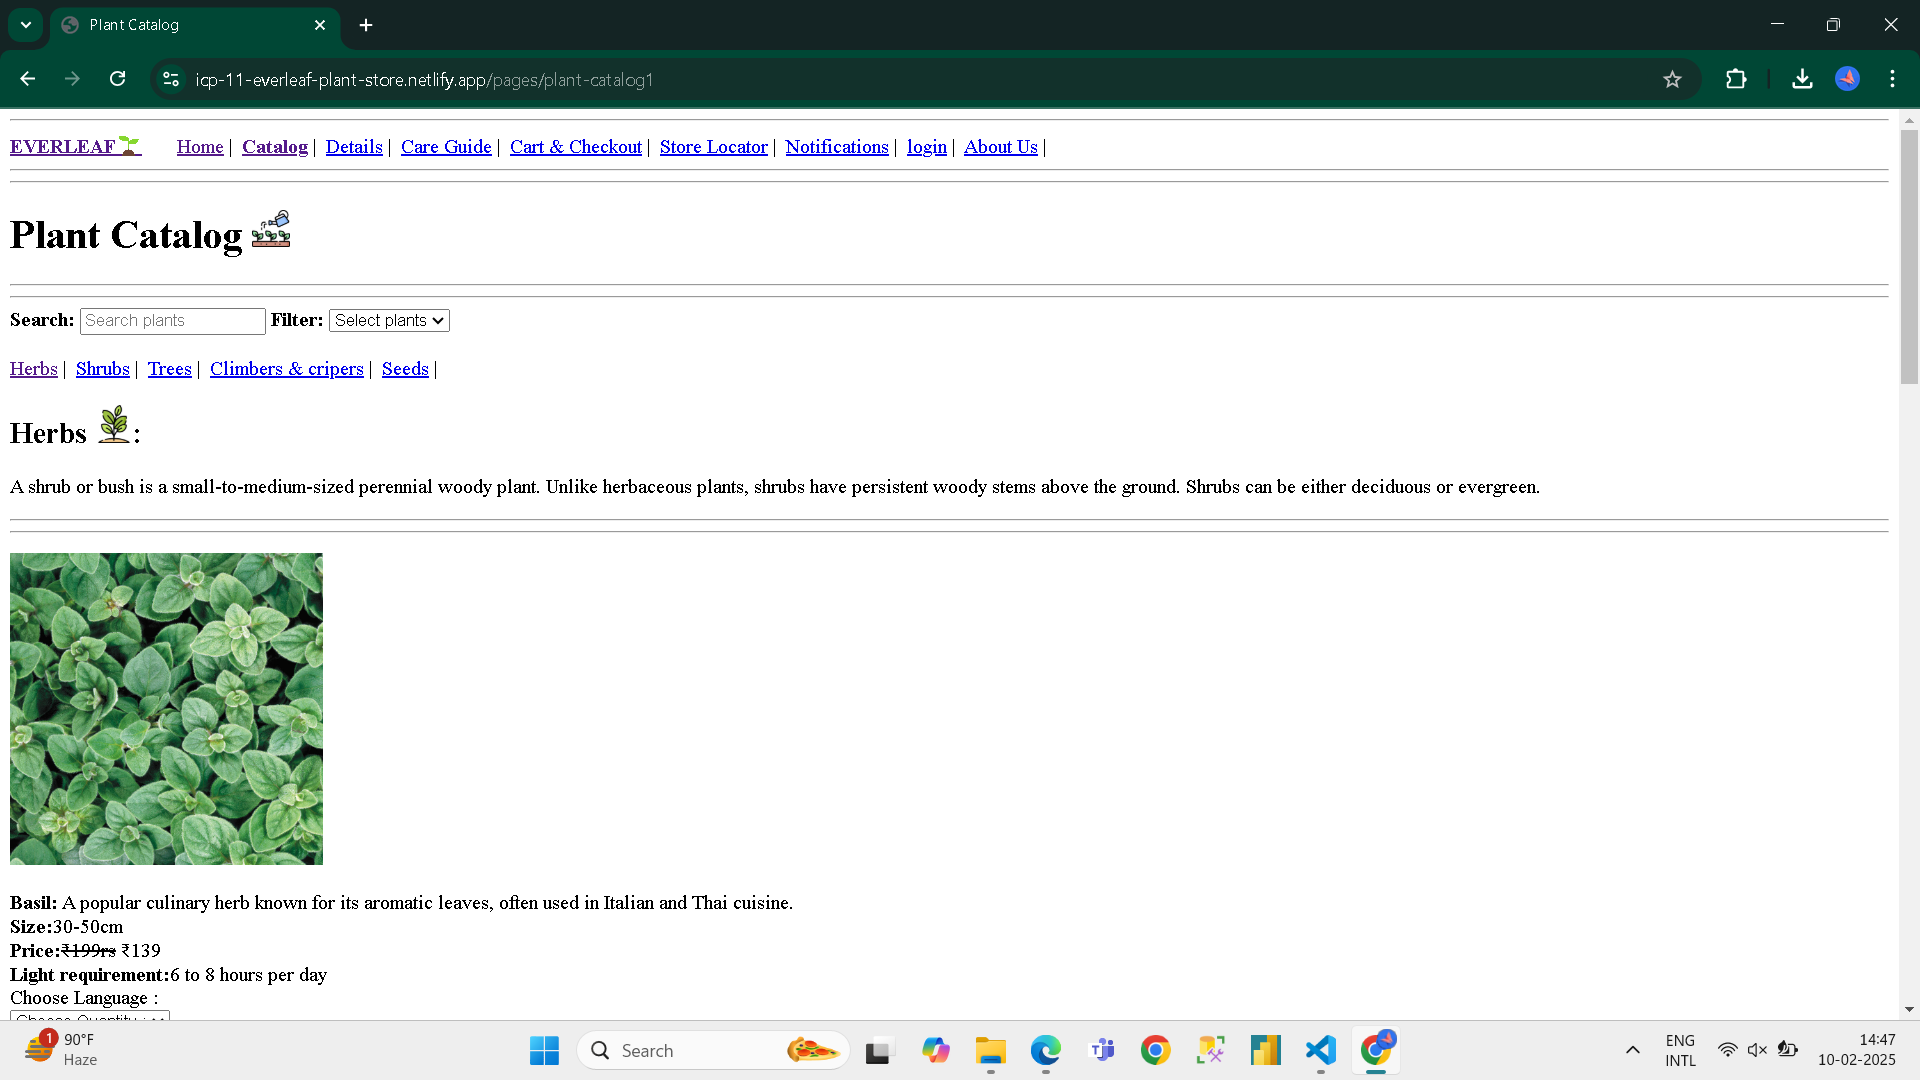 Plant Catalog
icp-11-everleaf-plant-store.netlify.app/pages/plant-catalog1
EVERLEAF Home | Catalog | Details | Care Guide | Cart & Checkout | Store Locator | Notifications | login | About Us |
Plant Catalog
Search: Search plants Filter: Select plants
Herbs | Shrubs | Trees | Climbers & cripers | Seeds |
Herbs :
A shrub or bush is a small-to-medium-sized perennial woody plant. Unlike herbaceous plants, shrubs have persistent woody stems above the ground. Shrubs can be either deciduous or evergreen.
Basil: A popular culinary herb known for its aromatic leaves, often used in Italian and Thai cuisine.
Size:30-50cm
Price:₹199rs ₹139
Light requirement:6 to 8 hours per day
Choose Language :
Choose Quantity :
1
90°F
Haze
Search
ENG
INTL
14:47
10-02-2025